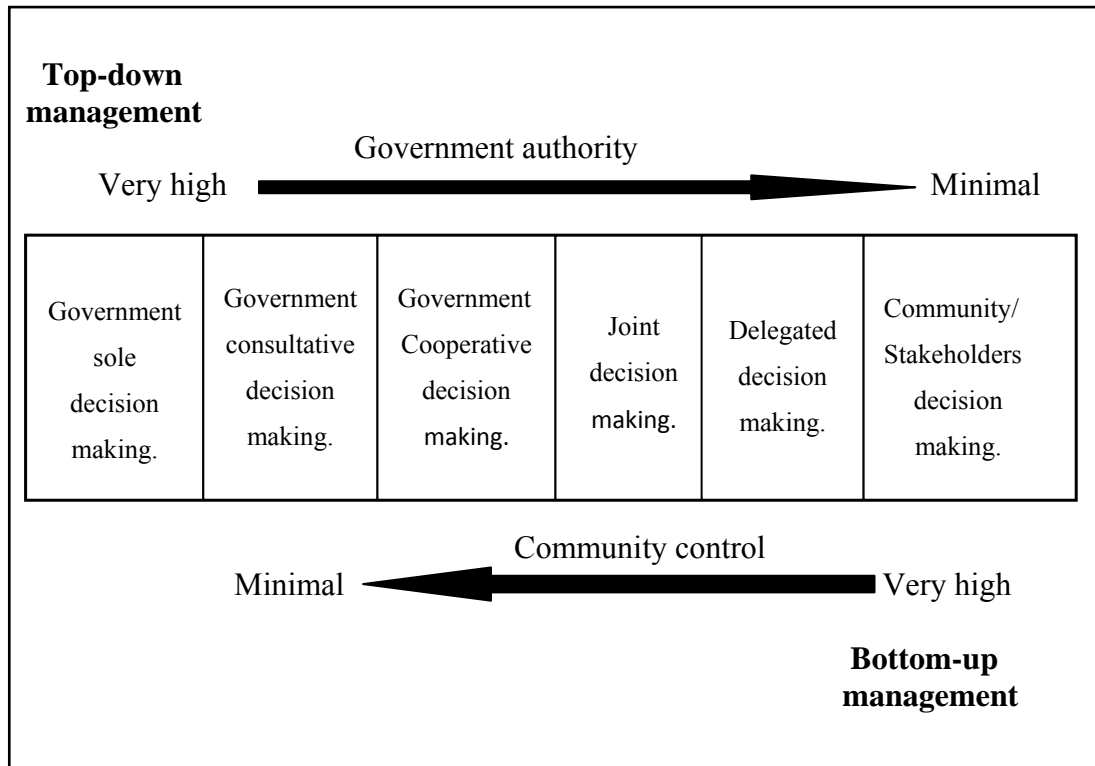 Top-down
management
Government authority
Very high
Minimal
Government
sole
decision
making.
Government
consultative
decision
making.
Government
Cooperative
decision
making.
Joint
decision
making.
Delegated
decision
making.
Community/
Stakeholders
decision
making.
Community control
Minimal
Very high
Bottom-up
management